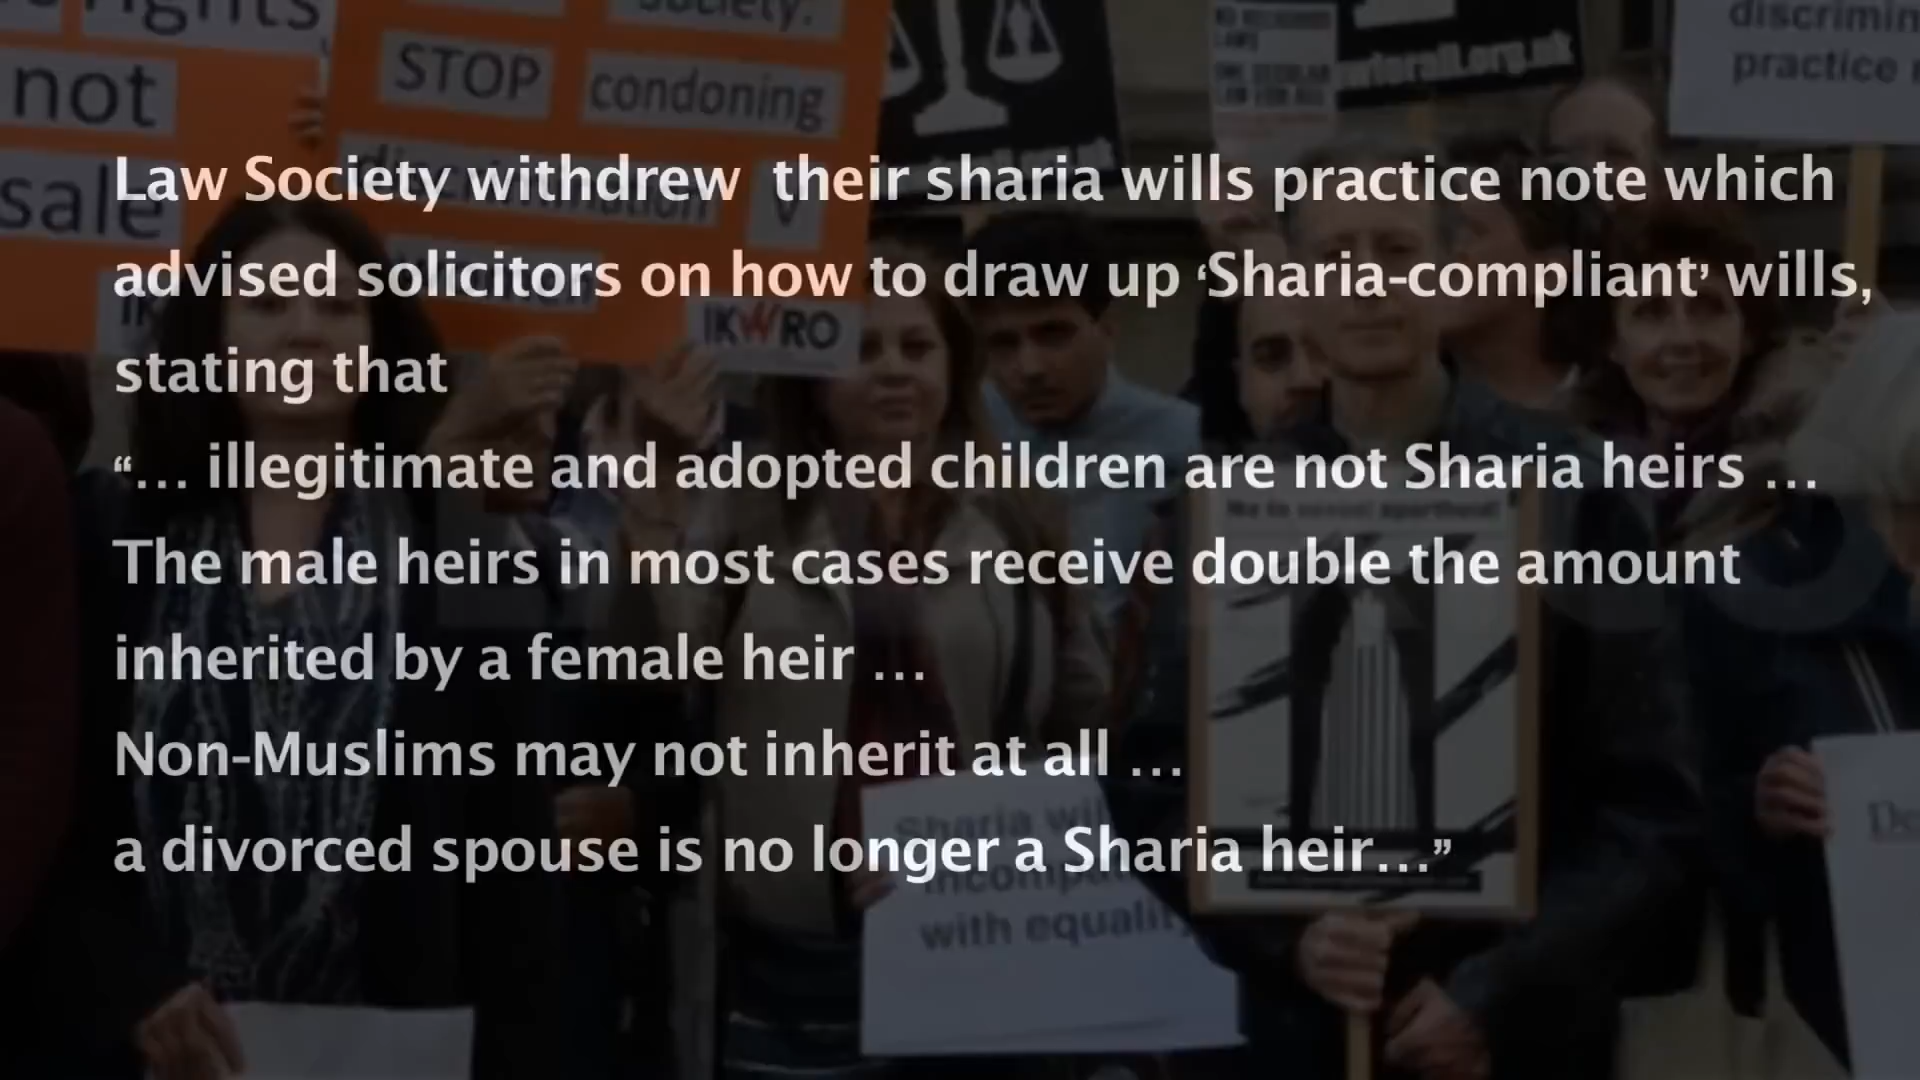 Law Society withdrew  their sharia wills practice note which
advised solicitors on how to draw up ‘Sharia-compliant’ wills,
stating that
“… illegitimate and adopted children are not Sharia heirs …
The male heirs in most cases receive double the amount
inherited by a female heir …
Non-Muslims may not inherit at all …
a divorced spouse is no longer a Sharia heir…”
not
sale
society.
STOP condoning
IKWRO
practice
with equality